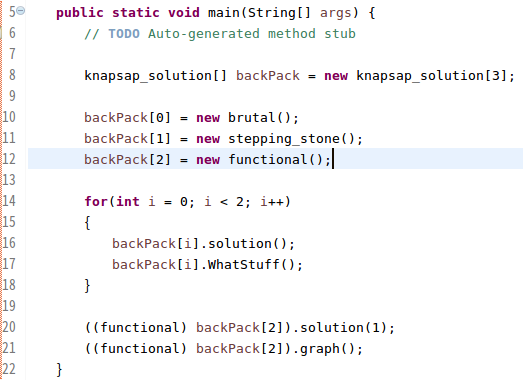 5 public static void main(String[] args) {
6 // TODO Auto-generated method stub
7
8 knapsap_solution[] backPack = new knapsap_solution[3];
9
10 backPack[0] = new brutal();
11 backPack[1] = new stepping_stone();
12 backPack[2] = new functional();
13
14 for(int i = 0; i < 2; i++)
15 {
16 backPack[i].solution();
17 backPack[i].WhatStuff();
18 }
19
20 ((functional) backPack[2]).solution(1);
21 ((functional) backPack[2]).graph();
22 }